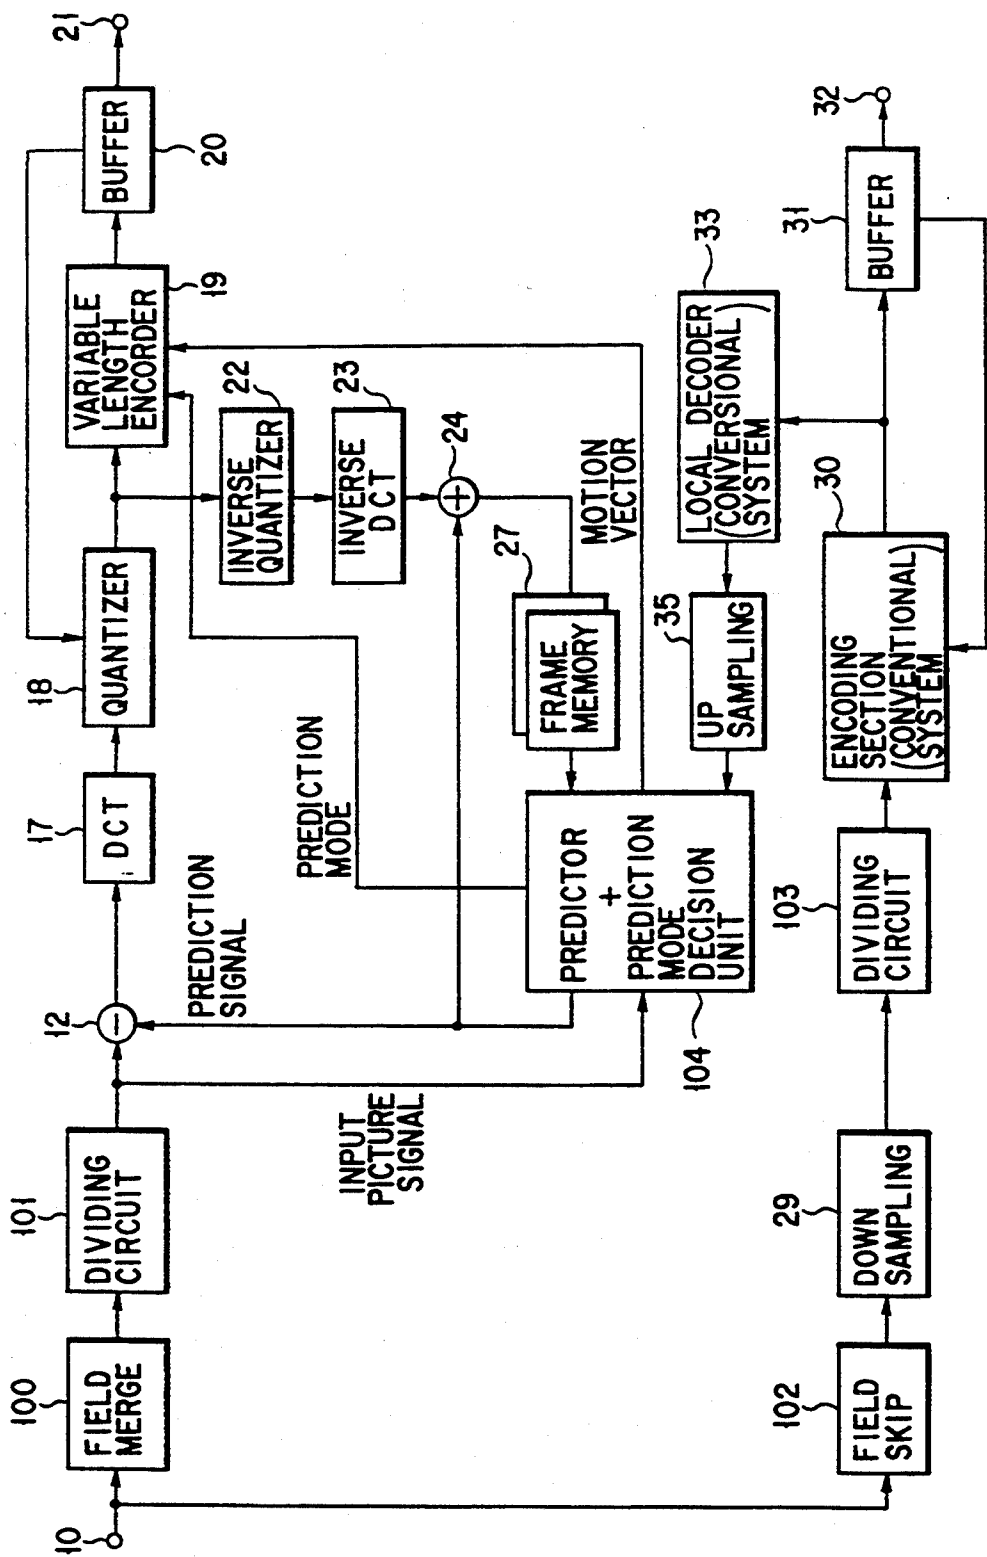 10
100
FIELD
MERGE
101
DIVIDING
CIRCUIT
12
17
DCT
18
QUANTIZER
VARIABLE
LENGTH
ENCORDER
19
BUFFER
20
21
PREDICTION
SIGNAL
PREDICTION
MODE
INPUT
PICTURE
SIGNAL
INVERSE
QUANTIZER
22
INVERSE
DCT
23
24
27
FRAME
MEMORY
MOTION
VECTOR
PREDICTOR
+
PREDICTION
MODE
DECISION
UNIT
104
35
UP
SAMPLING
33
LOCAL DECODER
(CONVERSIONAL)
(SYSTEM)
102
FIELD
SKIP
29
DOWN
SAMPLING
103
DIVIDING
CIRCUIT
30
ENCODING
SECTION
(CONVENTIONAL)
(SYSTEM)
31
BUFFER
32